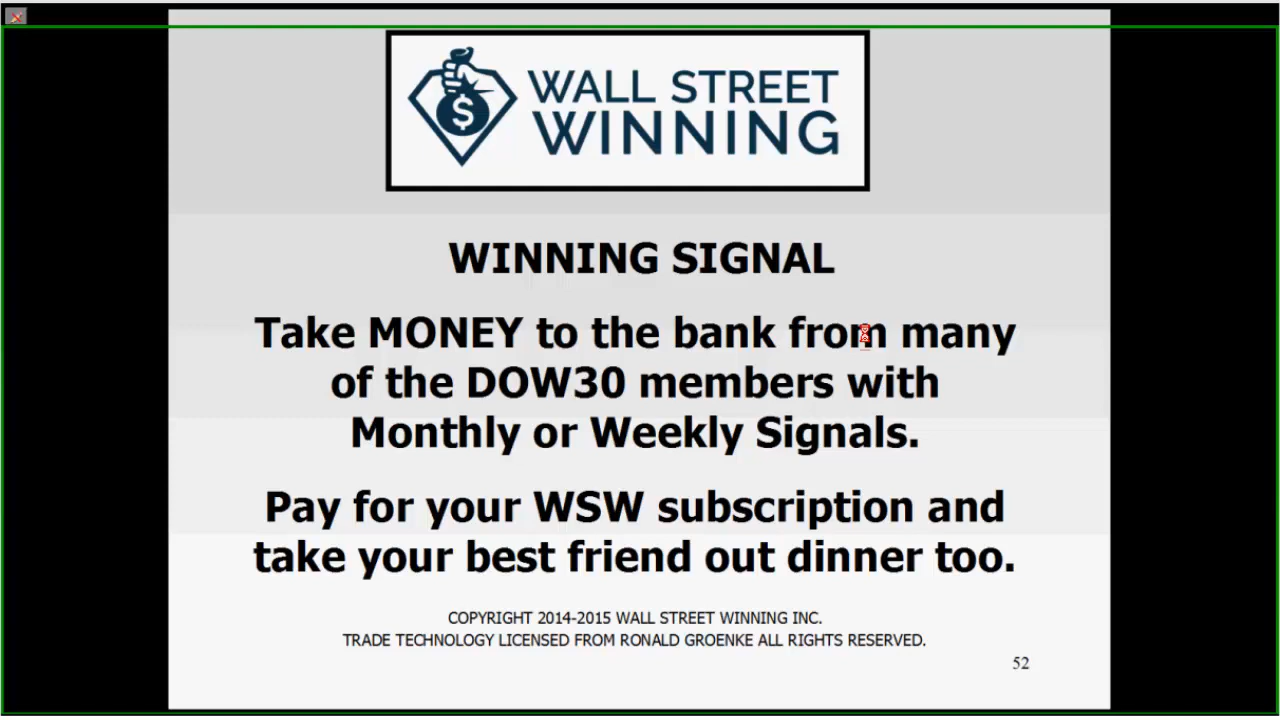 $
WALL STREET
WINNING
WINNING SIGNAL
Take MONEY to the bank from many
of the DOW30 members with
Monthly or Weekly Signals.
Pay for your WSW subscription and
take your best friend out dinner too.
COPYRIGHT 2014-2015 WALL STREET WINNING INC.
TRADE TECHNOLOGY LICENSED FROM RONALD GROENKE ALL RIGHTS RESERVED.
52